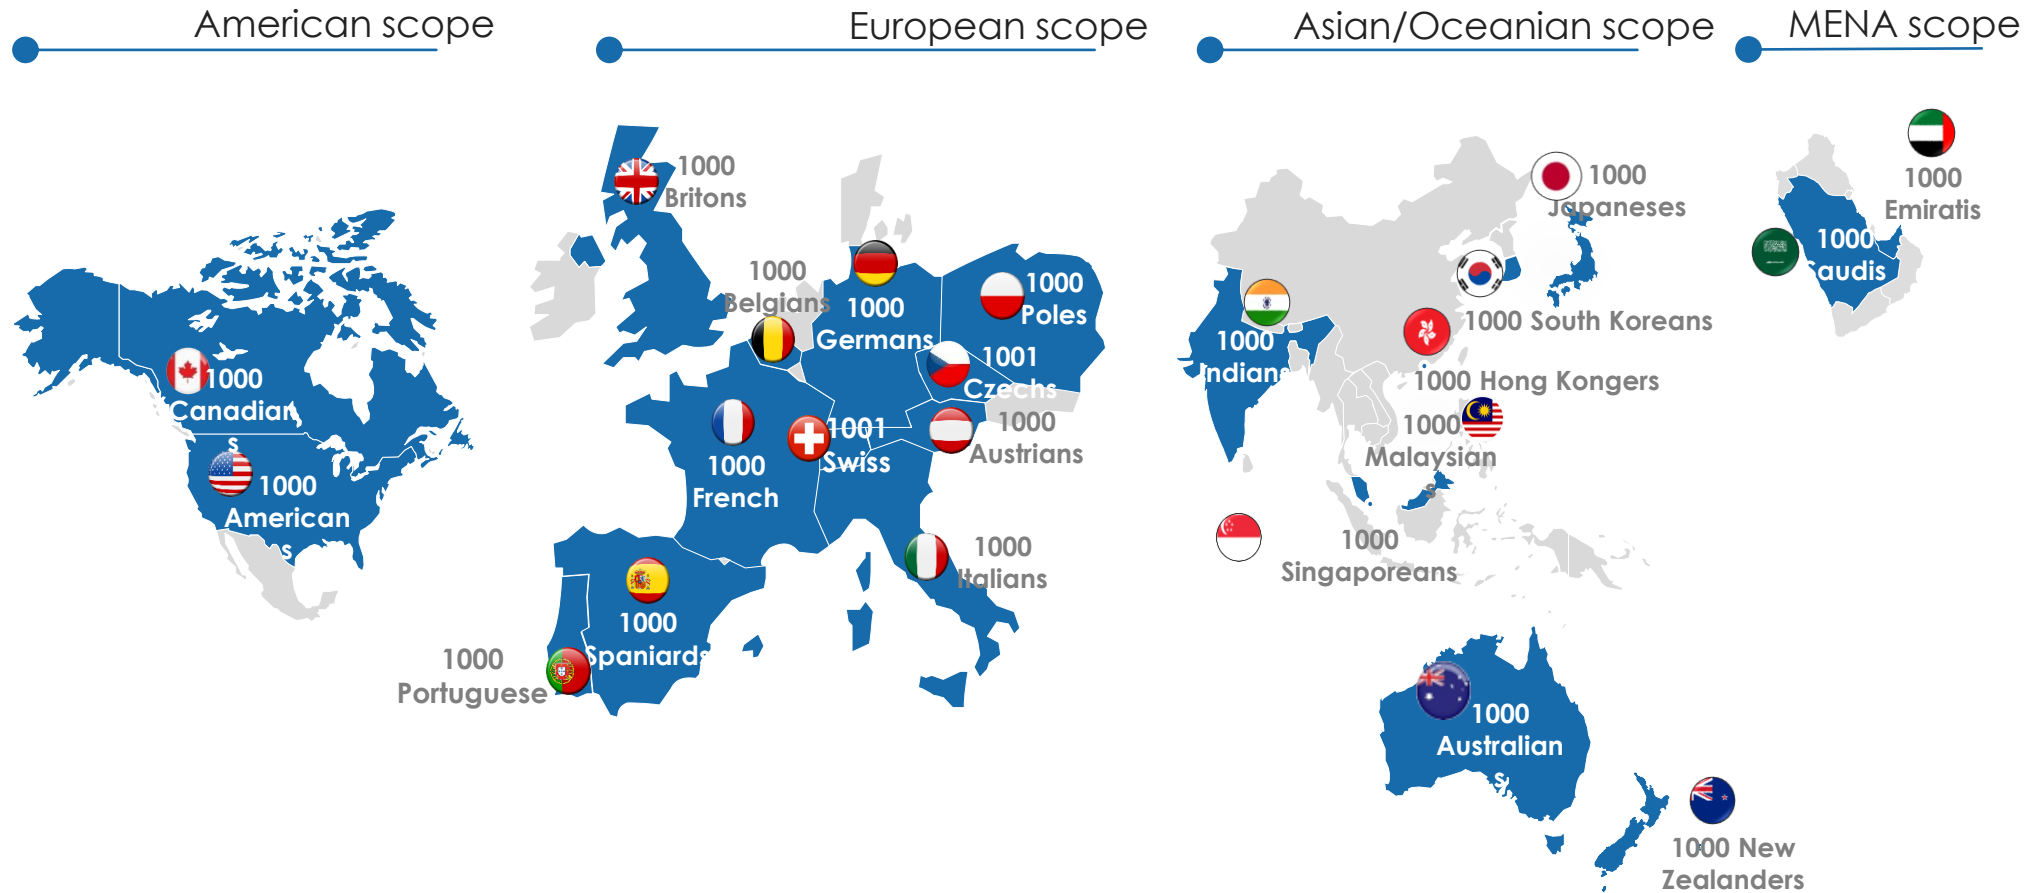 American scope
European scope
Asian/Oceanian scope
MENA scope
1000
Canadian
s
1000
American
s
1000
Britons
1000
Belgians
1000
Germans
1000
Poles
1001
Czechs
1000
Austrians
1001
Swiss
1000
French
1000
Italians
1000
Spaniards
1000
Portuguese
1000
Japaneses
1000 South Koreans
1000
Indians
1000 Hong Kongers
1000
Malaysian
s
1000
Singaporeans
1000
Australian
s
1000 New
Zealanders
1000
Emiratis
1000
Saudis